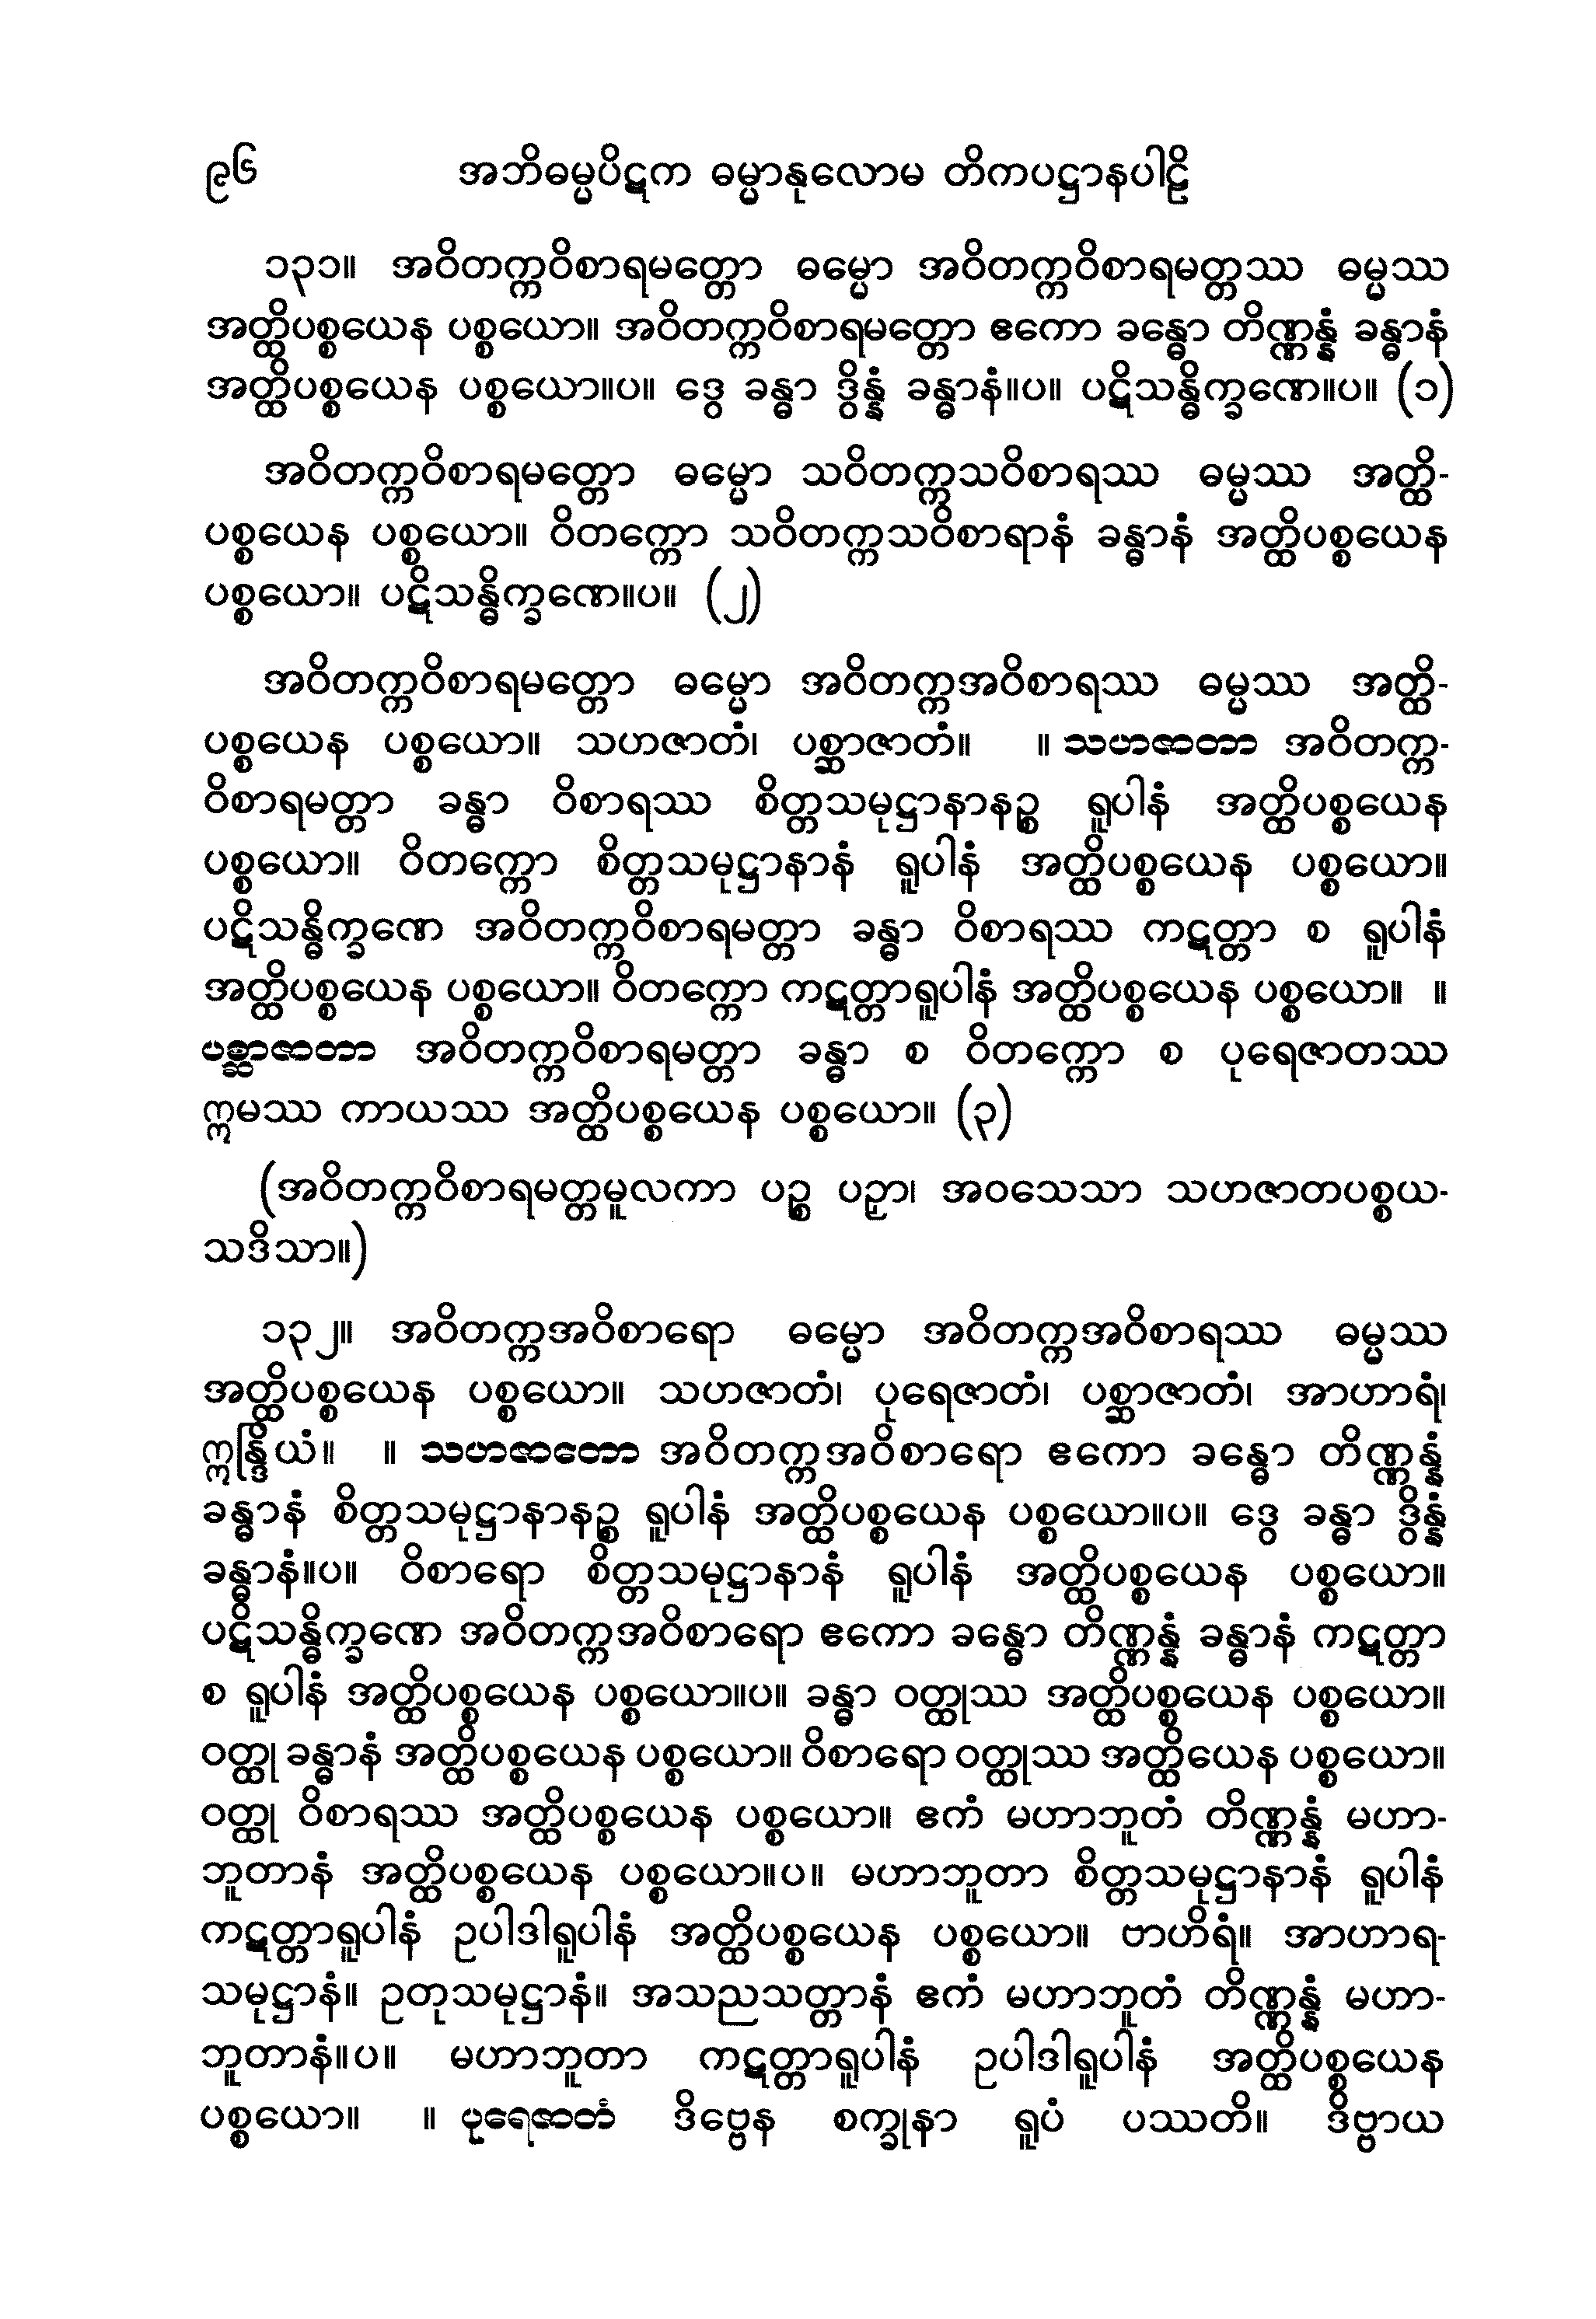 ၉၆ အဘိဓမ္မပိဋက ဓမ္မာနုလောမ တိကပဋ္ဌာနပါဠိ
၁၃၁။ အဝိတက္ကဝိစာရမတ္တော ဓမ္မော အဝိတက္ကဝိစာရမတ္တဿ ဓမ္မဿ
အတ္ထိပစ္စယေန ပစ္စယော။ အဝိတက္ကဝိစာရမတ္တော ဧကော ခန္ဓော တိဏ္ဏန္နံ ခန္ဓာနံ
အတ္ထိပစ္စယေန ပစ္စယော။ပ။ ဒွေ ခန္ဓာ ဒွိန္နံ ခန္ဓာနံ။ပ။ ပဋိသန္ဓိက္ခဏေ။ပ။ (၁)
အဝိတက္ကဝိစာရမတ္တော ဓမ္မော သဝိတက္ကသဝိစာရဿ ဓမ္မဿ အတ္ထိ-
ပစ္စယေန ပစ္စယော။ ဝိတက္ကော သဝိတက္ကသဝိစာရာနံ ခန္ဓာနံ အတ္ထိပစ္စယေန
ပစ္စယော။ ပဋိသန္ဓိက္ခဏေ။ပ။ (၂)
အဝိတက္ကဝိစာရမတ္တော ဓမ္မော အဝိတက္ကအဝိစာရဿ ဓမ္မဿ အတ္ထိ-
ပစ္စယေန ပစ္စယော။ သဟဇာတံ၊ ပစ္ဆာဇာတံ။ ။ သဟဇာတာ အဝိတက္က-
ဝိစာရမတ္တာ ခန္ဓာ ဝိစာရဿ စိတ္တသမုဋ္ဌာနာနဉ္စ ရူပါနံ အတ္ထိပစ္စယေန
ပစ္စယော။ ဝိတက္ကော စိတ္တသမုဋ္ဌာနာနံ ရူပါနံ အတ္ထိပစ္စယေန ပစ္စယော။
ပဋိသန္ဓိက္ခဏေ အဝိတက္ကဝိစာရမတ္တာ ခန္ဓာ ဝိစာရဿ ကဋတ္တာ စ ရူပါနံ
အတ္ထိပစ္စယေန ပစ္စယော။ ဝိတက္ကော ကဋတ္တာရူပါနံ အတ္ထိပစ္စယေန ပစ္စယော။ ။
ပစ္ဆာဇာတာ အဝိတက္ကဝိစာရမတ္တာ ခန္ဓာ စ ဝိတက္ကော စ ပုရေဇာတဿ
ဣမဿ ကာယဿ အတ္ထိပစ္စယေန ပစ္စယော။ (၃)
(အဝိတက္ကဝိစာရမတ္တမူလကာ ပဉ္စ ပဉှာ၊ အဝသေသာ သဟဇာတပစ္စယ-
သဒိသာ။)
၁၃၂။ အဝိတက္ကအဝိစာရော ဓမ္မော အဝိတက္ကအဝိစာရဿ ဓမ္မဿ
အတ္ထိပစ္စယေန ပစ္စယော။ သဟဇာတံ၊ ပုရေဇာတံ၊ ပစ္ဆာဇာတံ၊ အာဟာရံ၊
ဣန္ဒြိယံ။ ။ သဟဇာတော အဝိတက္ကအဝိစာရော ဧကော ခန္ဓော တိဏ္ဏန္နံ
ခန္ဓာနံ စိတ္တသမုဋ္ဌာနာနဉ္စ ရူပါနံ အတ္ထိပစ္စယေန ပစ္စယော။ပ။ ဒွေ ခန္ဓာ ဒွိန္နံ
ခန္ဓာနံ။ပ။ ဝိစာရော စိတ္တသမုဋ္ဌာနာနံ ရူပါနံ အတ္ထိပစ္စယေန ပစ္စယော။
ပဋိသန္ဓိက္ခဏေ အဝိတက္ကအဝိစာရော ဧကော ခန္ဓော တိဏ္ဏန္နံ ခန္ဓာနံ ကဋတ္တာ
စ ရူပါနံ အတ္ထိပစ္စယေန ပစ္စယော။ပ။ ခန္ဓာ ဝတ္ထုဿ အတ္ထိပစ္စယေန ပစ္စယော။
ဝတ္ထု ခန္ဓာနံ အတ္ထိပစ္စယေန ပစ္စယော။ ဝိစာရော ဝတ္ထုဿ အတ္ထိယေန ပစ္စယော။
ဝတ္ထု ဝိစာရဿ အတ္ထိပစ္စယေန ပစ္စယော။ ဧကံ မဟာဘူတံ တိဏ္ဏန္နံ မဟာ-
ဘူတာနံ အတ္ထိပစ္စယေန ပစ္စယော။ပ။ မဟာဘူတာ စိတ္တသမုဋ္ဌာနာနံ ရူပါနံ
ကဋတ္တာရူပါနံ ဥပါဒါရူပါနံ အတ္ထိပစ္စယေန ပစ္စယော။ ဗာဟိရံ။ အာဟာရ-
သမုဋ္ဌာနံ။ ဥတုသမုဋ္ဌာနံ။ အသညသတ္တာနံ ဧကံ မဟာဘူတံ တိဏ္ဏန္နံ မဟာ-
ဘူတာနံ။ပ။ မဟာဘူတာ ကဋတ္တာရူပါနံ ဥပါဒါရူပါနံ အတ္ထိပစ္စယေန
ပစ္စယော။ ။ ပုရေဇာတံ ဒိဗ္ဗေန စက္ခုနာ ရူပံ ပဿတိ။ ဒိဗ္ဗာယ